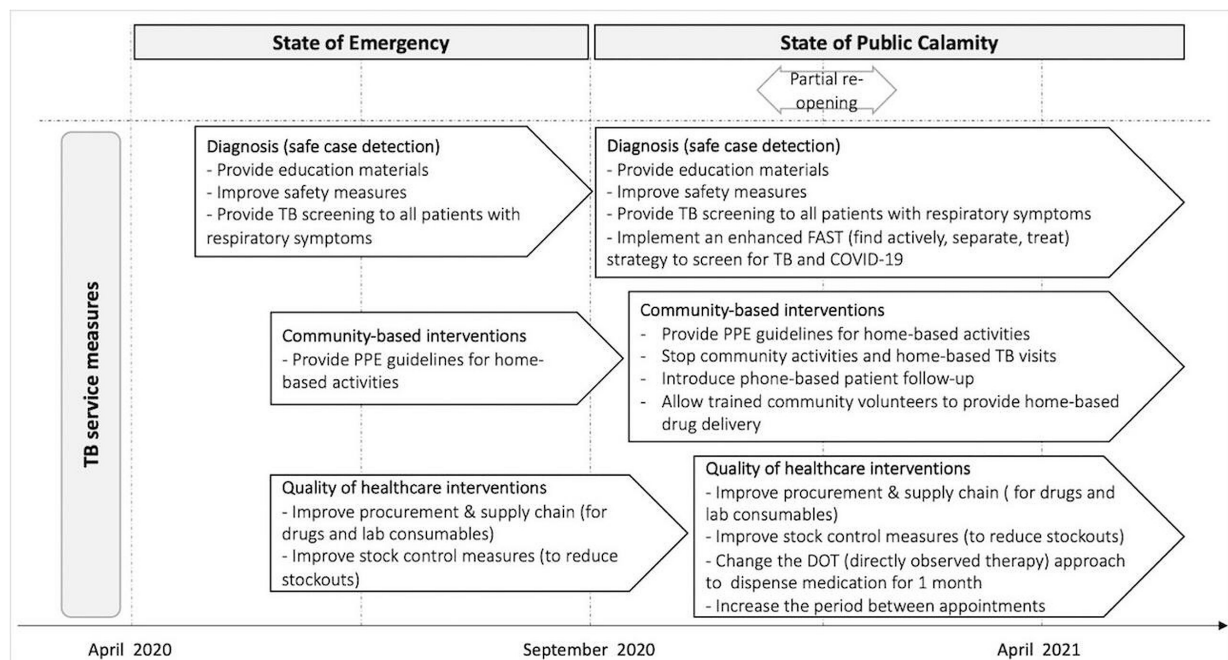 State of Emergency
State of Public Calamity
Partial re-
opening
TB service measures
Diagnosis (safe case detection)
- Provide education materials
- Improve safety measures
- Provide TB screening to all patients with
respiratory symptoms
Diagnosis (safe case detection)
- Provide education materials
- Improve safety measures
- Provide TB screening to all patients with respiratory symptoms
- Implement an enhanced FAST (find actively, separate, treat)
strategy to screen for TB and COVID-19
Community-based interventions
- Provide PPE guidelines for home-
based activities
Community-based interventions
- Provide PPE guidelines for home-based activities
- Stop community activities and home-based TB visits
- Introduce phone-based patient follow-up
- Allow trained community volunteers to provide home-based
drug delivery
Quality of healthcare interventions
- Improve procurement & supply chain (for
drugs and lab consumables)
- Improve stock control measures (to reduce
stockouts)
Quality of healthcare interventions
- Improve procurement & supply chain ( for drugs and
lab consumables)
- Improve stock control measures (to reduce stockouts)
- Change the DOT (directly observed therapy) approach
to dispense medication for 1 month
- Increase the period between appointments
April 2020
September 2020
April 2021